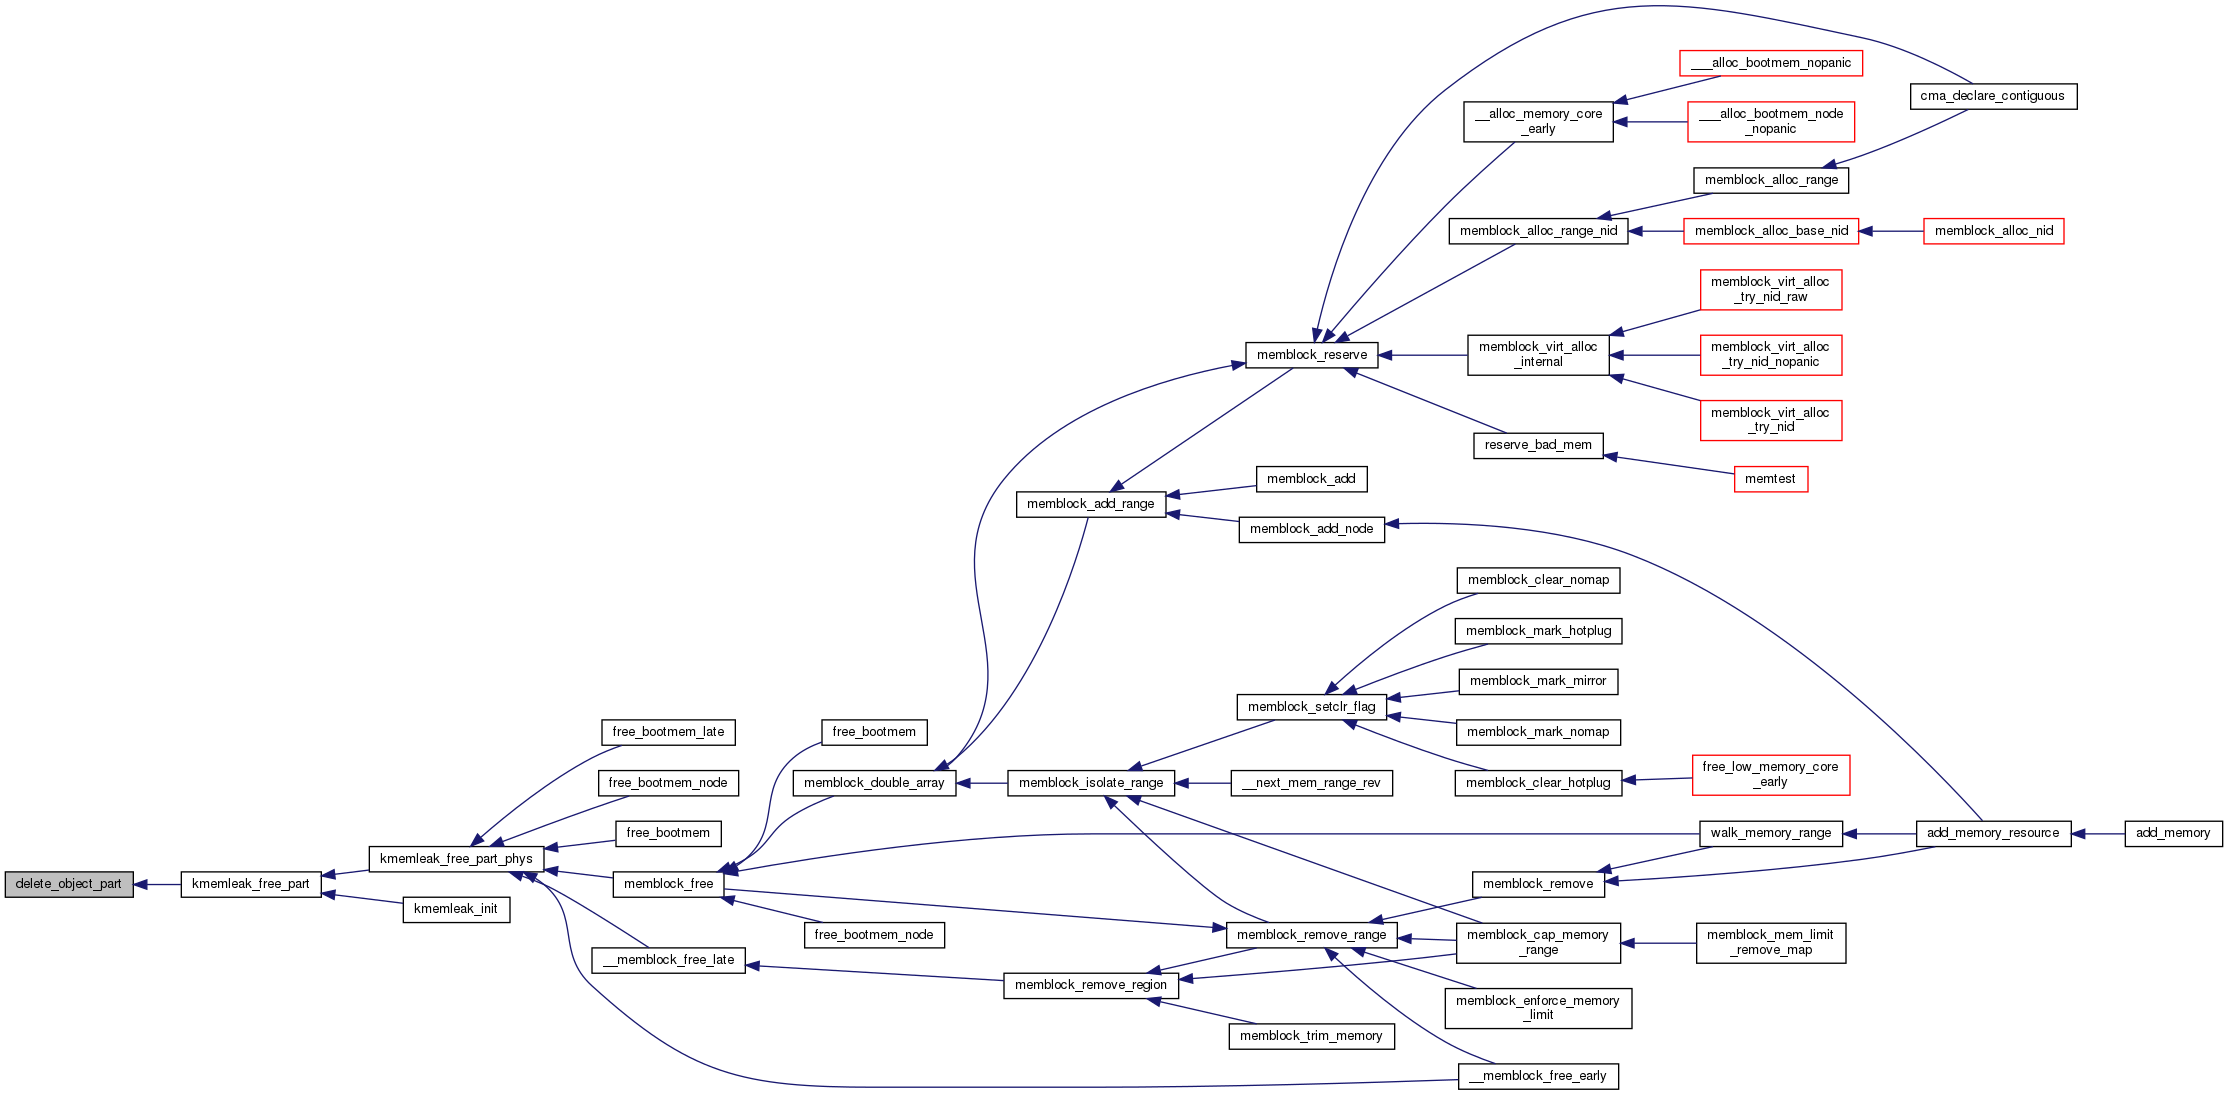 delete_object_part
kmemleak_free_part
kmemleak_free_part_phys
kmemleak_init
free_bootmem_late
free_bootmem_node
free_bootmem
memblock_free
__memblock_free_late
free_bootmem
memblock_double_array
free_bootmem_node
memblock_add_range
memblock_isolate_range
memblock_remove_region
memblock_reserve
memblock_add
memblock_add_node
memblock_setclr_flag
__next_mem_range_rev
memblock_remove_range
memblock_trim_memory
__alloc_memory_core
_early
memblock_alloc_range_nid
memblock_virt_alloc
_internal
reserve_bad_mem
memblock_clear_nomap
memblock_mark_hotplug
memblock_mark_mirror
memblock_mark_nomap
memblock_clear_hotplug
memblock_remove
memblock_cap_memory
_range
memblock_enforce_memory
_limit
__memblock_free_early
___alloc_bootmem_nopanic
___alloc_bootmem_node
_nopanic
memblock_alloc_range
memblock_alloc_base_nid
memblock_virt_alloc
_try_nid_raw
memblock_virt_alloc
_try_nid_nopanic
memblock_virt_alloc
_try_nid
memtest
free_low_memory_core
_early
walk_memory_range
memblock_mem_limit
_remove_map
cma_declare_contiguous
memblock_alloc_nid
add_memory_resource
add_memory